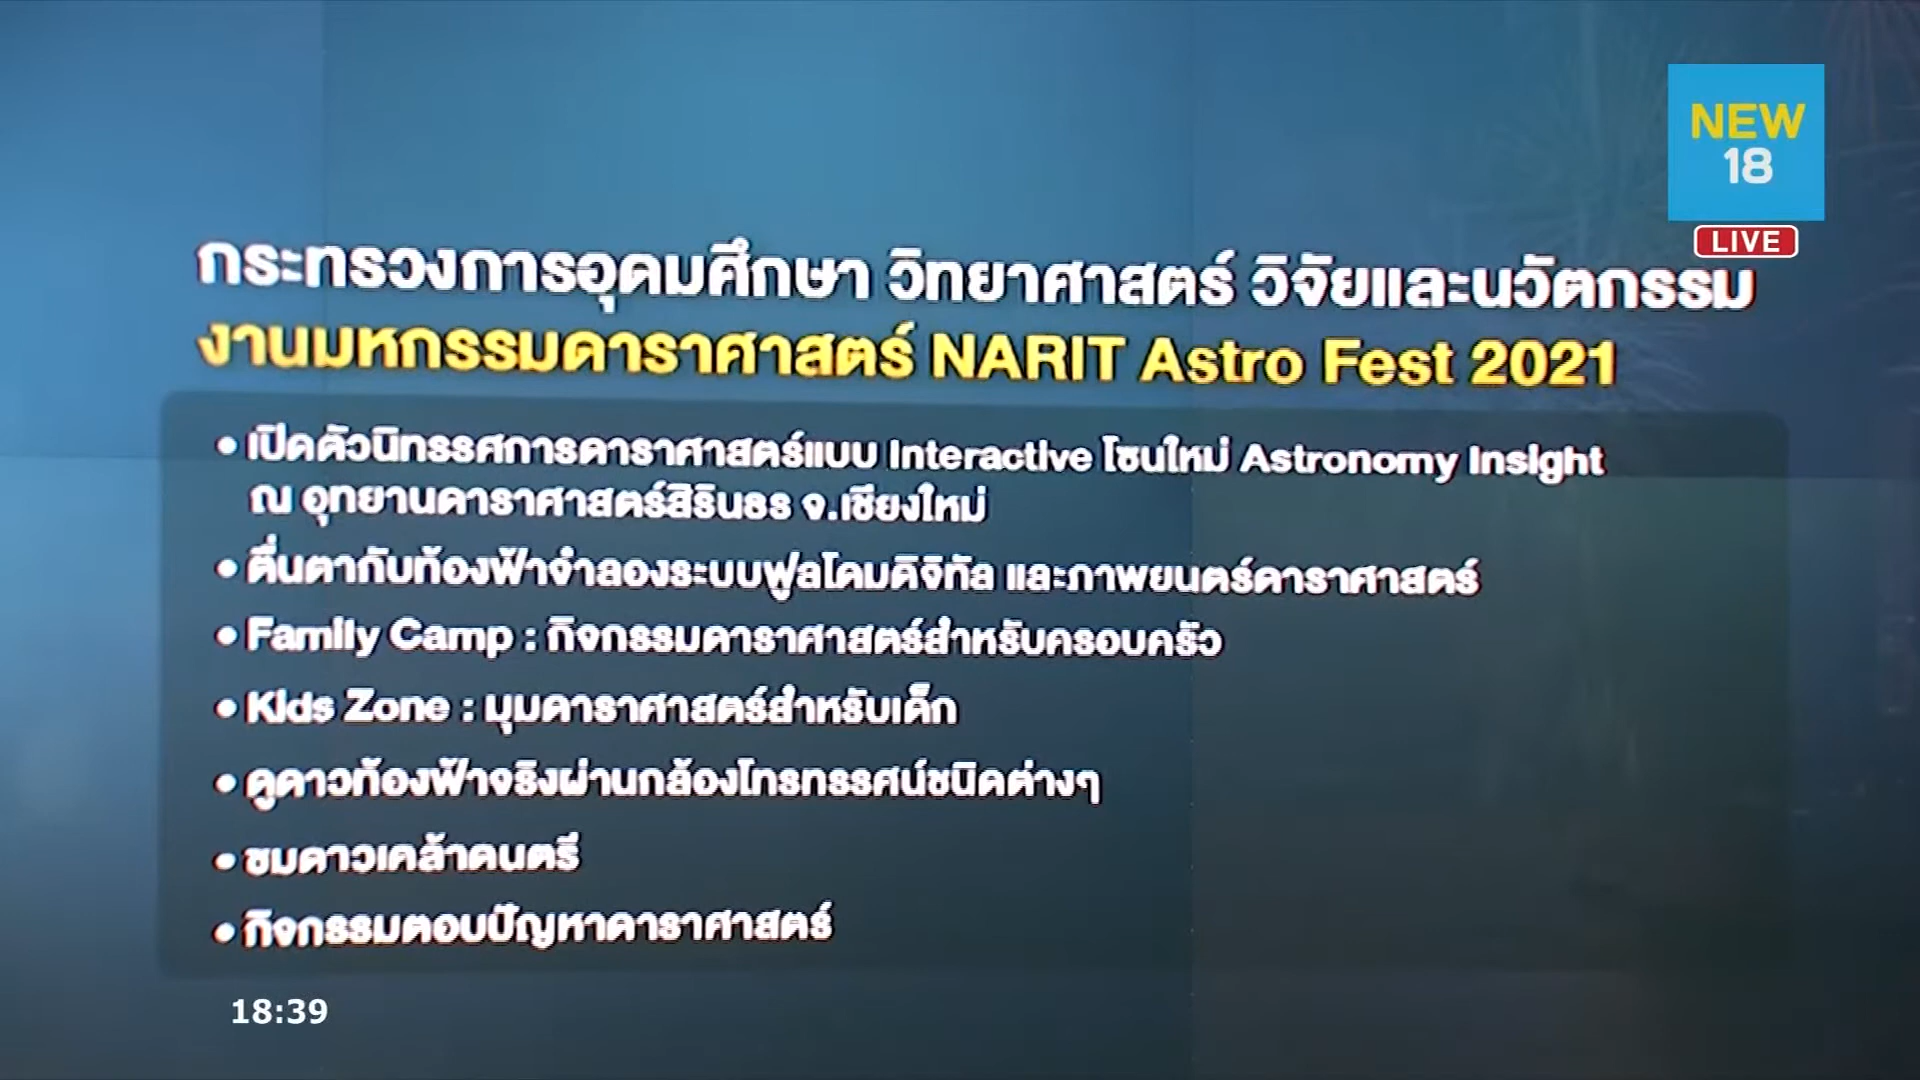 NEW
18
LIVE
กระทรวงการอุดมศึกษา วิทยาศาสตร์ วิจัยและนวัตกรรม
งานมหกรรมดาราศาสตร์ NARIT Astro Fest 2021
• เปิดตัวนิทรรศการดาราศาสตร์แบบ Interactive โซนใหม่ Astronomy Insight
ณ อุทยานดาราศาสตร์สิรินธร จ.เชียงใหม่
• ตื่นตากับท้องฟ้าจำลองระบบฟูลโดมดิจิทัล และภาพยนตร์ดาราศาสตร์
• Family Camp : กิจกรรมดาราศาสตร์สำหรับครอบครัว
• Kids Zone : มุมดาราศาสตร์สำหรับเด็ก
• ดูดาวท้องฟ้าจริงผ่านกล้องโทรทรรศน์ชนิดต่างๆ
• ชมดาวเคล้าดนตรี
• กิจกรรมตอบปัญหาดาราศาสตร์
18:39